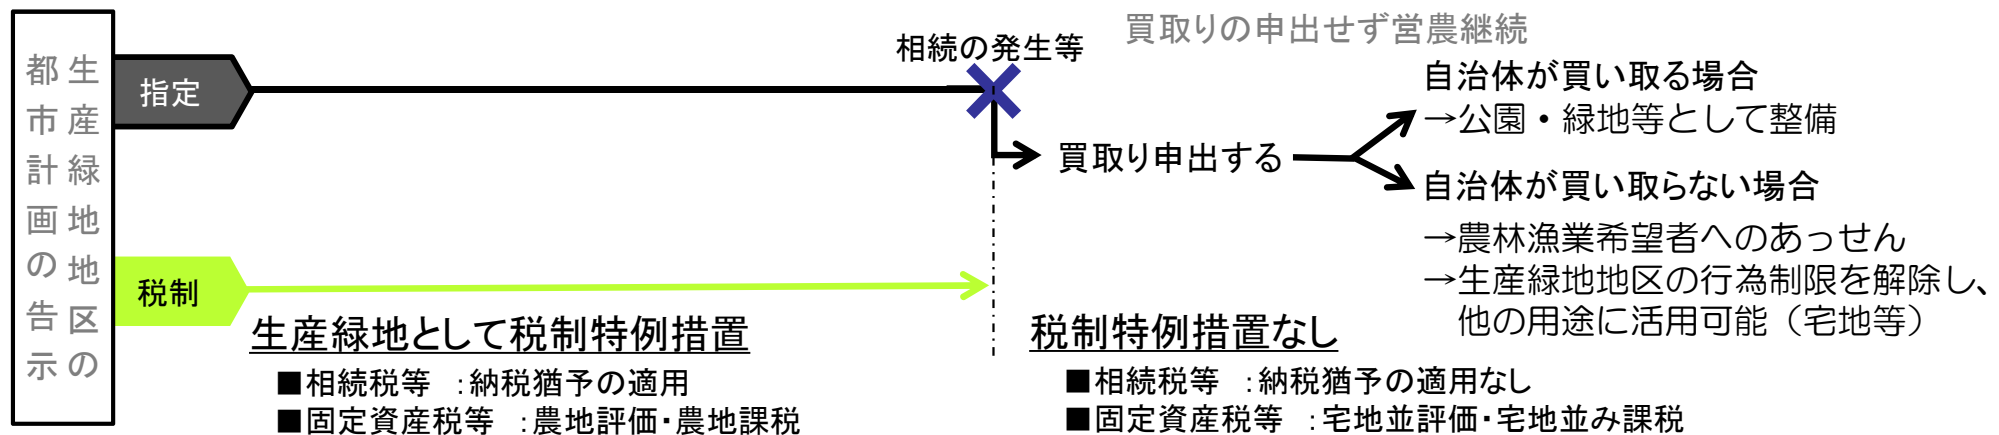 生産緑地地区の
都市計画の告示
指定
相続の発生等
買取りの申出せず営農継続
買取り申出する
自治体が買い取る場合
→公園・緑地等として整備
自治体が買い取らない場合
→農林漁業希望者へのあっせん
→生産緑地地区の行為制限を解除し、
他の用途に活用可能（宅地等）
税制
生産緑地として税制特例措置
■相続税等　：納税猶予の適用
■固定資産税等　：農地評価・農地課税
税制特例措置なし
■相続税等　：納税猶予の適用なし
■固定資産税等　：宅地並評価・宅地並み課税